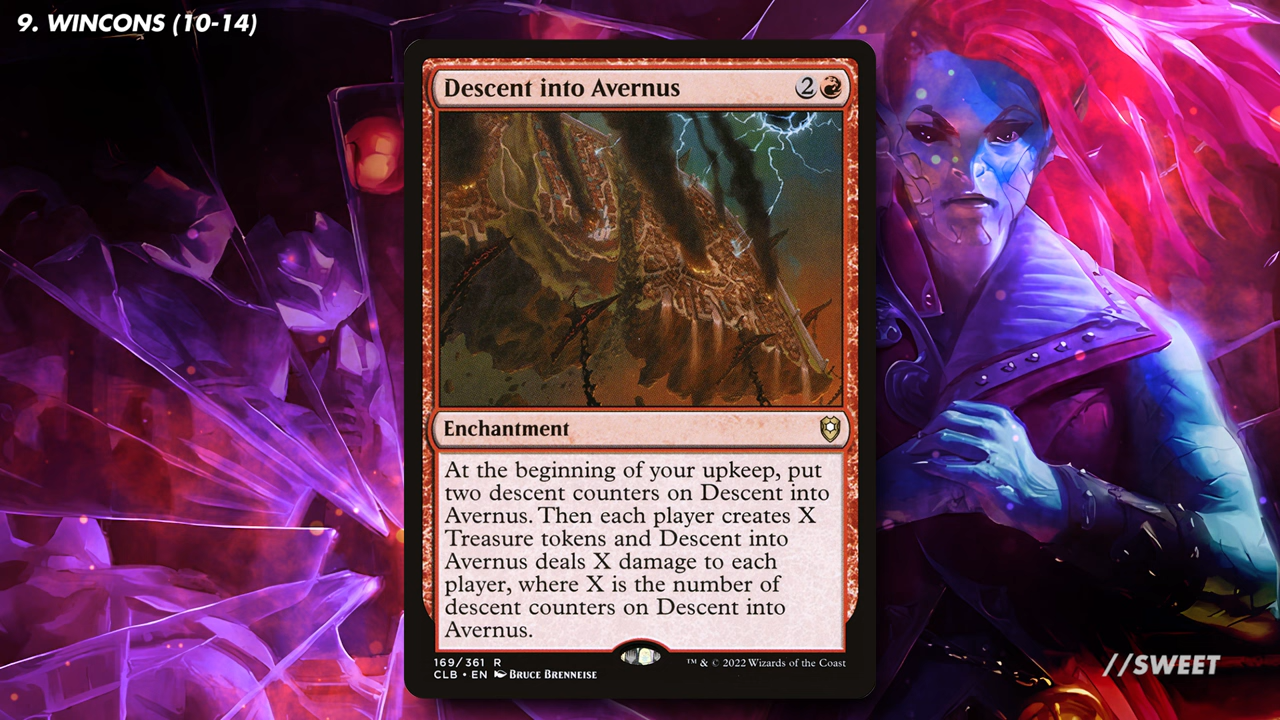 9. WINCONS (10-14)
Descent into Avernus 2
Enchantment
At the beginning of your upkeep, put
two descent counters on Descent into
Avernus. Then each player creates X
Treasure tokens and Descent into
Avernus deals X damage to each
player, where X is the number of
descent counters on Descent into
Avernus.
169/361 R
CLB • EN BRUCE BRENNEISE
™ & © 2022 Wizards of the Coast
//SWEET